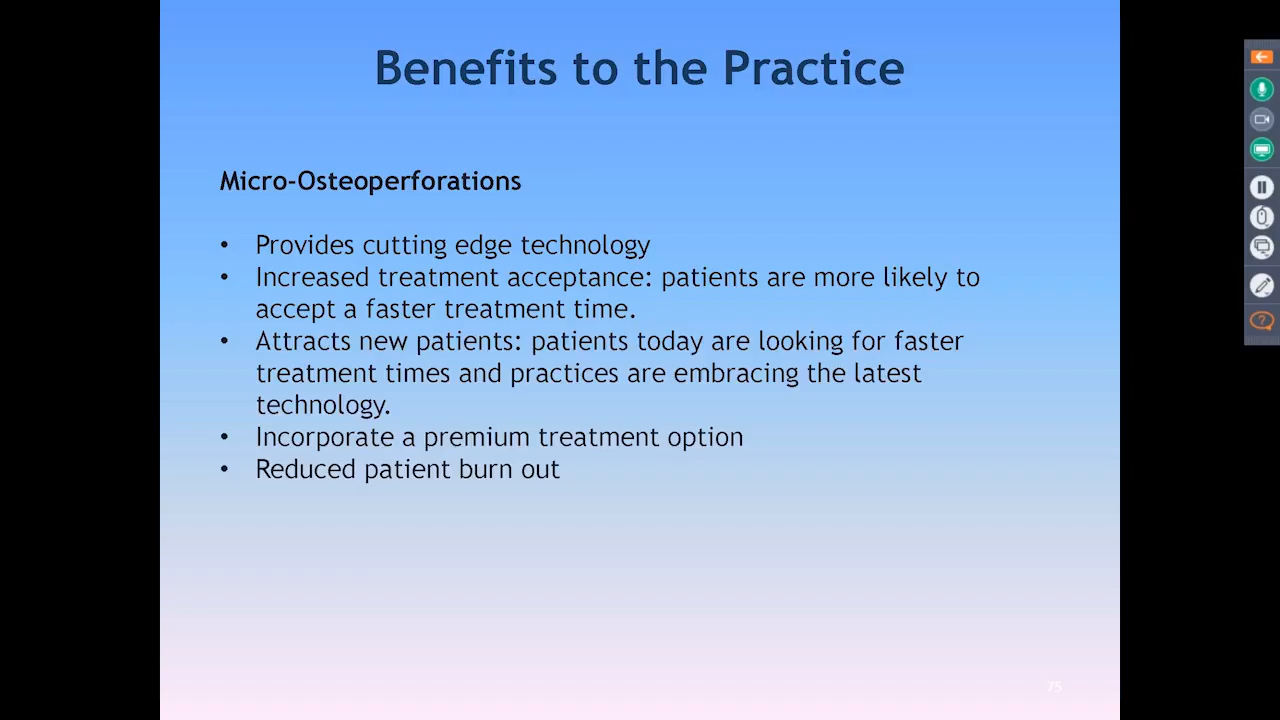 Benefits to the Practice
Micro-Osteoperforations
• Provides cutting edge technology
• Increased treatment acceptance: patients are more likely to
accept a faster treatment time.
• Attracts new patients: patients today are looking for faster
treatment times and practices are embracing the latest
technology.
• Incorporate a premium treatment option
• Reduced patient burn out
75